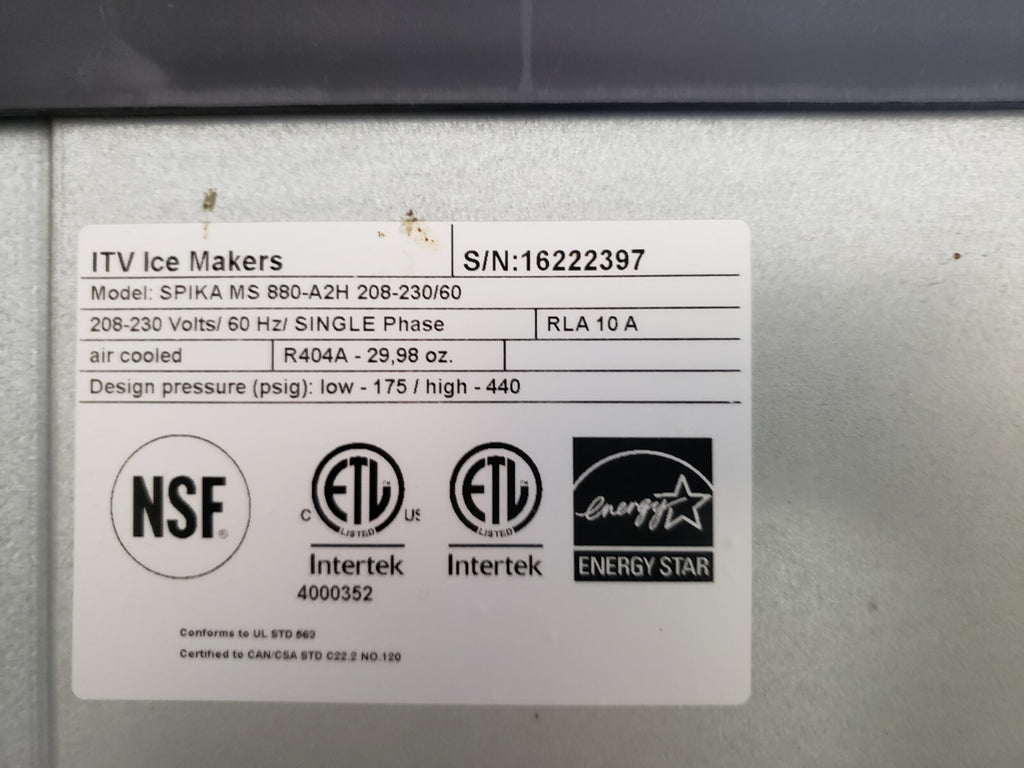 ITV Ice Makers S/N:16222397
Model: SPIKA MS 880-A2H 208-230/60
208-230 Volts/ 60 Hz/ SINGLE Phase RLA 10 A
air cooled R404A - 29,98 oz.
Design pressure (psig): low - 175 / high - 440
NSF®
C ETL US LISTED Intertek
4000352
ETL LISTED Intertek
energy
ENERGY STAR
Conforms to UL STD 563
Certified to CAN/CSA STD C22.2 NO.120